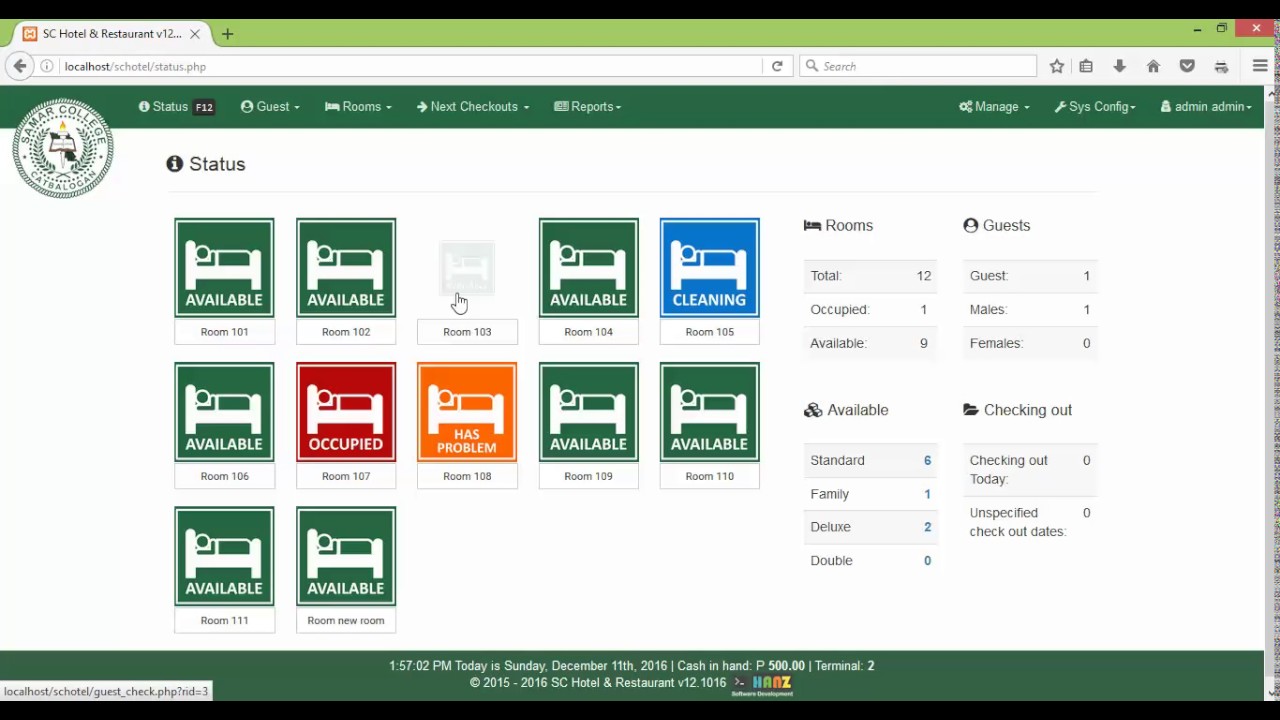 SC Hotel & Restaurant v12...
localhost/schotel/status.php
Search
SAMAR COLLEGE
CATBALOGAN
Status F12
Guest
Rooms
Next Checkouts
Reports
Manage
Sys Config
admin admin
Status
AVAILABLE
AVAILABLE
AVAILABLE
CLEANING
Room 101
Room 102
Room 103
Room 104
Room 105
AVAILABLE
OCCUPIED
HAS
PROBLEM
AVAILABLE
AVAILABLE
Room 106
Room 107
Room 108
Room 109
Room 110
AVAILABLE
AVAILABLE
Room 111
Room new room
Rooms
Total: 12
Occupied: 1
Available: 9
Guests
Guest: 1
Males: 1
Females: 0
Available
Standard 6
Family 1
Deluxe 2
Double 0
Checking out
Checking out 0
Today:
Unspecified 0
check out dates:
1:57:02 PM Today is Sunday, December 11th, 2016 | Cash in hand: P 500.00 | Terminal: 2
© 2015 - 2016 SC Hotel & Restaurant v12.1016 >- HANZ
Software Development
localhost/schotel/guest_check.php?rid=3